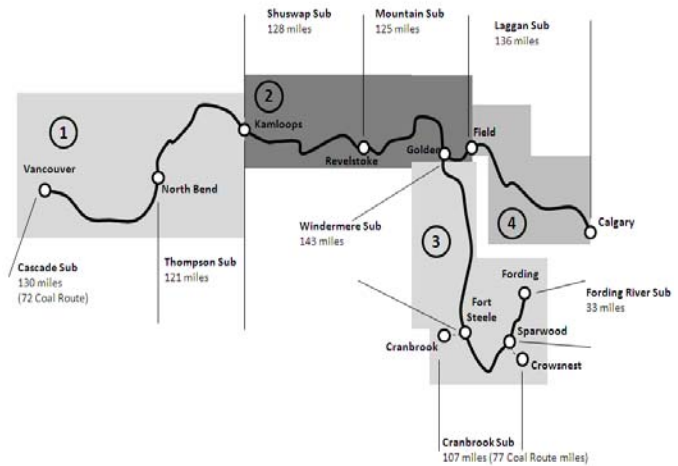 Shuswap Sub
128 miles
Mountain Sub
125 miles
Laggan Sub
136 miles
1
2
Kamloops
Vancouver
North Bend
Revelstoke
Golden
Field
Windermere Sub
143 miles
3
4
Calgary
Cascade Sub
130 miles
(72 Coal Route)
Thompson Sub
121 miles
Fording
Fording River Sub
33 miles
Fort
Steele
Cranbrook
Sparwood
Crowsnest
Cranbrook Sub
107 miles (77 Coal Route miles)